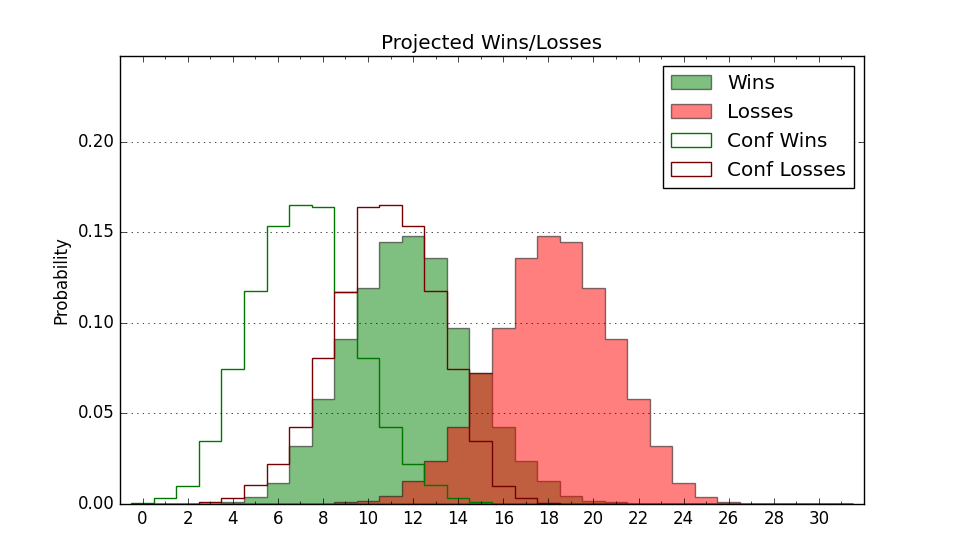 Projected Wins/Losses
Wins
Losses
Conf Wins
Conf Losses
Probability
0.20
0.15
0.10
0.05
0.00
0 2 4 6 8 10 12 14 16 18 20 22 24 26 28 30